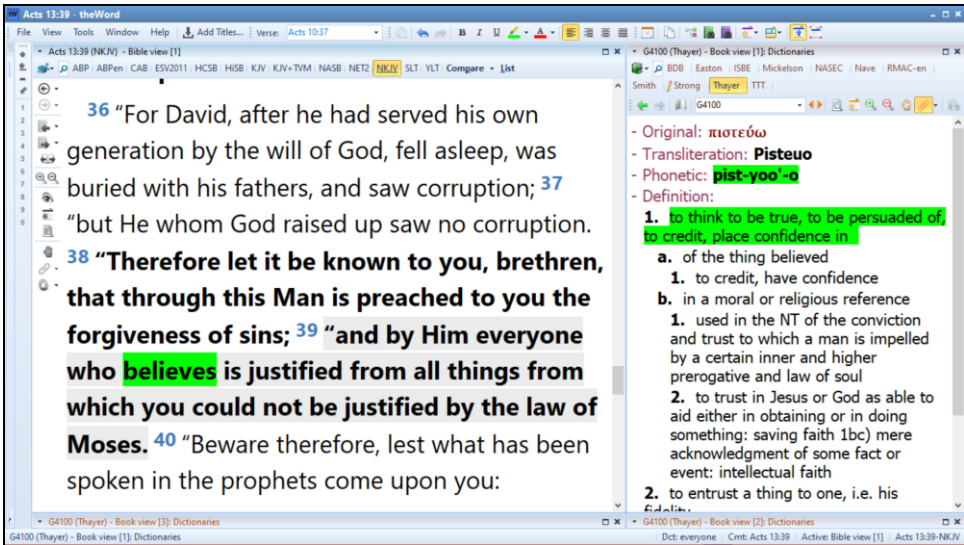 Acts 13:39 - theWord
File View Tools Window Help Add Titles... Verse: Acts 10:37 B I U A
Acts 13:39 (NKJV) - Bible view [1]
ABP ABPen CAB ESV2011 HCSB HiSB KJV KJV+TVM NASB NET2 NKJV SLT YLT Compare List
36 “For David, after he had served his own
generation by the will of God, fell asleep, was
buried with his fathers, and saw corruption; 37
“but He whom God raised up saw no corruption.
38 “Therefore let it be known to you, brethren,
that through this Man is preached to you the
forgiveness of sins; 39 “and by Him everyone
who believes is justified from all things from
which you could not be justified by the law of
Moses. 40 “Beware therefore, lest what has been
spoken in the prophets come upon you:
1
2
3
4
5
6
7
8
9
0
G4100 (Thayer) - Book view [3]: Dictionaries
G4100 (Thayer) - Book view [1]: Dictionaries
BDB Easton ISBE Mickelson NASEC Nave RMAC-en
Smith Strong Thayer TTT
G4100
- Original: πιστεύω
- Transliteration: Pisteuo
- Phonetic: pist-yoo'-o
- Definition:
1. to think to be true, to be persuaded of,
to credit, place confidence in
a. of the thing believed
1. to credit, have confidence
b. in a moral or religious reference
1. used in the NT of the conviction
and trust to which a man is impelled
by a certain inner and higher
prerogative and law of soul
2. to trust in Jesus or God as able to
aid either in obtaining or in doing
something: saving faith 1bc) mere
acknowledgment of some fact or
event: intellectual faith
2. to entrust a thing to one, i.e. his
fidelity
G4100 (Thayer) - Book view [2]: Dictionaries
G4100 (Thayer) - Book view [1]: Dictionaries
Dct: everyone Cmt: Acts 13:39 Active: Bible view [1] Acts 13:39-NKJV